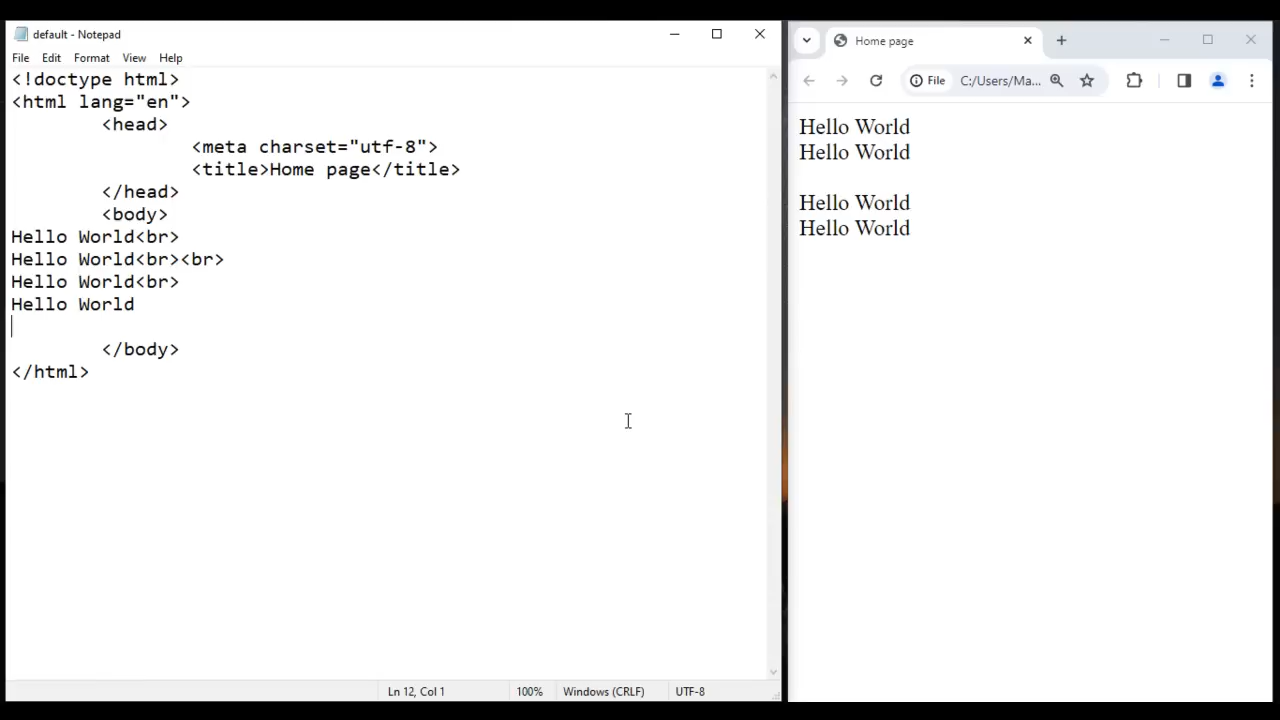 default - Notepad
File Edit Format View Help
<!doctype html>
<html lang="en">
<head>
<meta charset="utf-8">
<title>Home page</title>
</head>
<body>
Hello World<br>
Hello World<br><br>
Hello World<br>
Hello World
</body>
</html>
Ln 12, Col 1 100% Windows (CRLF) UTF-8
Home page
File C:/Users/Ma...
Hello World
Hello World
Hello World
Hello World